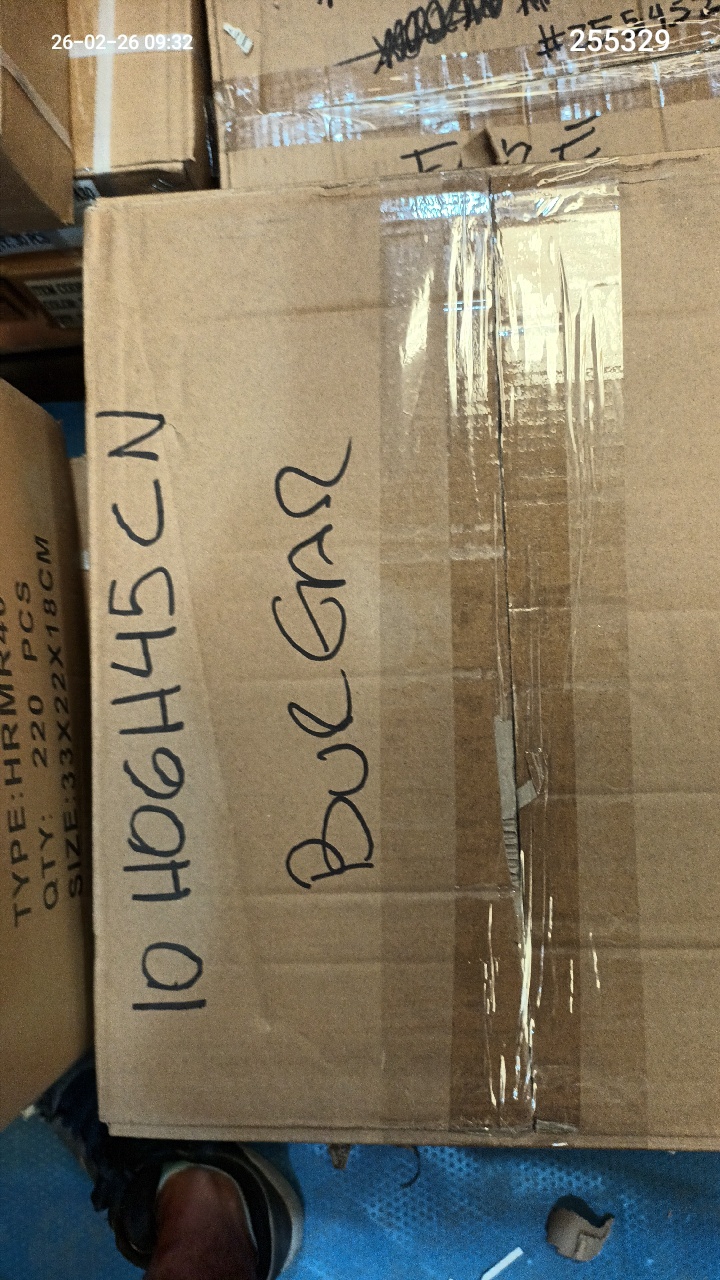 26-02-26 09:32
255329
10 H06H45CN
BULGAR
TYPE:HRMR40
QTY: 220 PCS
SIZE:33X22X18CM